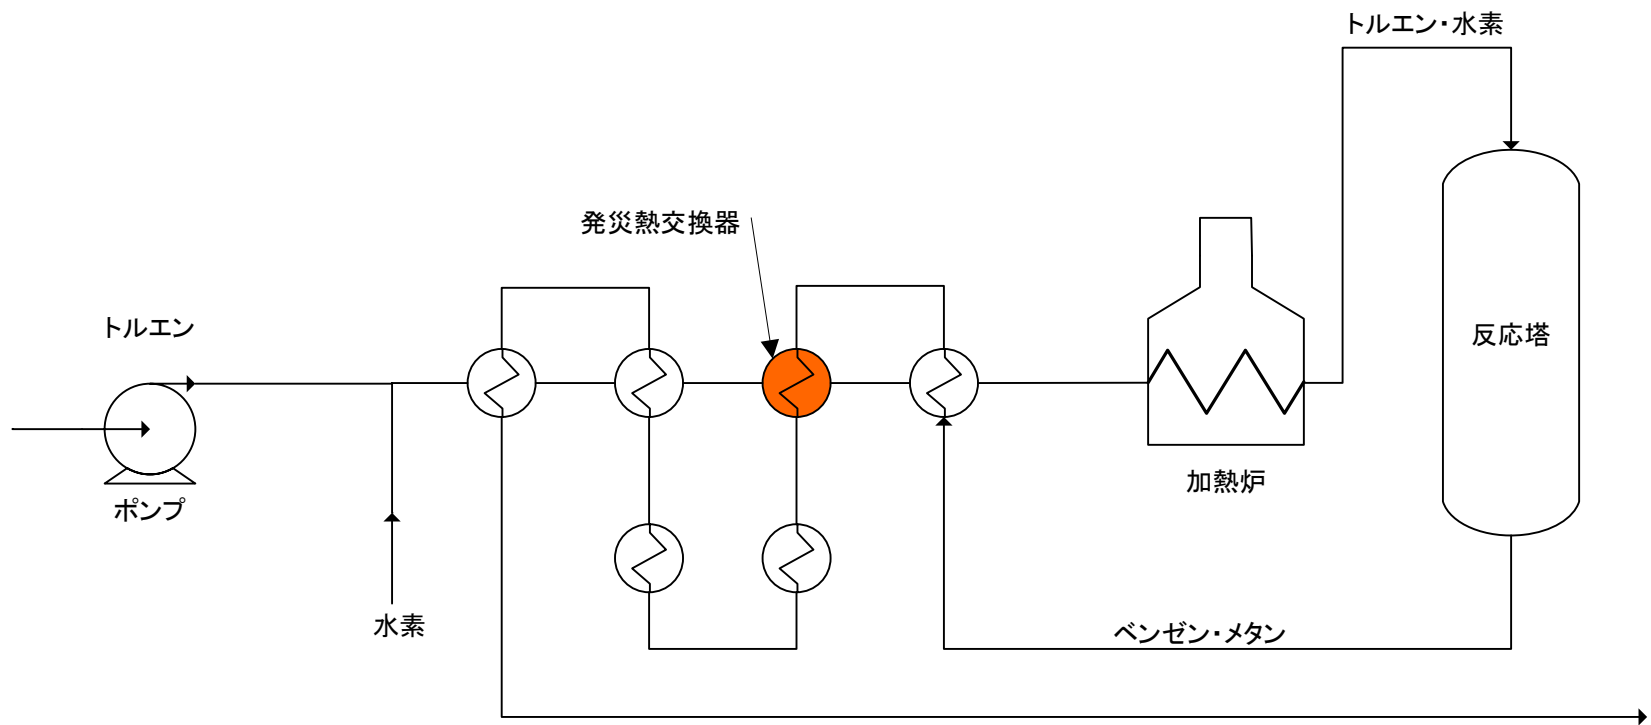 トルエン・水素
発災熱交換器
トルエン
反応塔
加熱炉
ポンプ
水素
ベンゼン・メタン